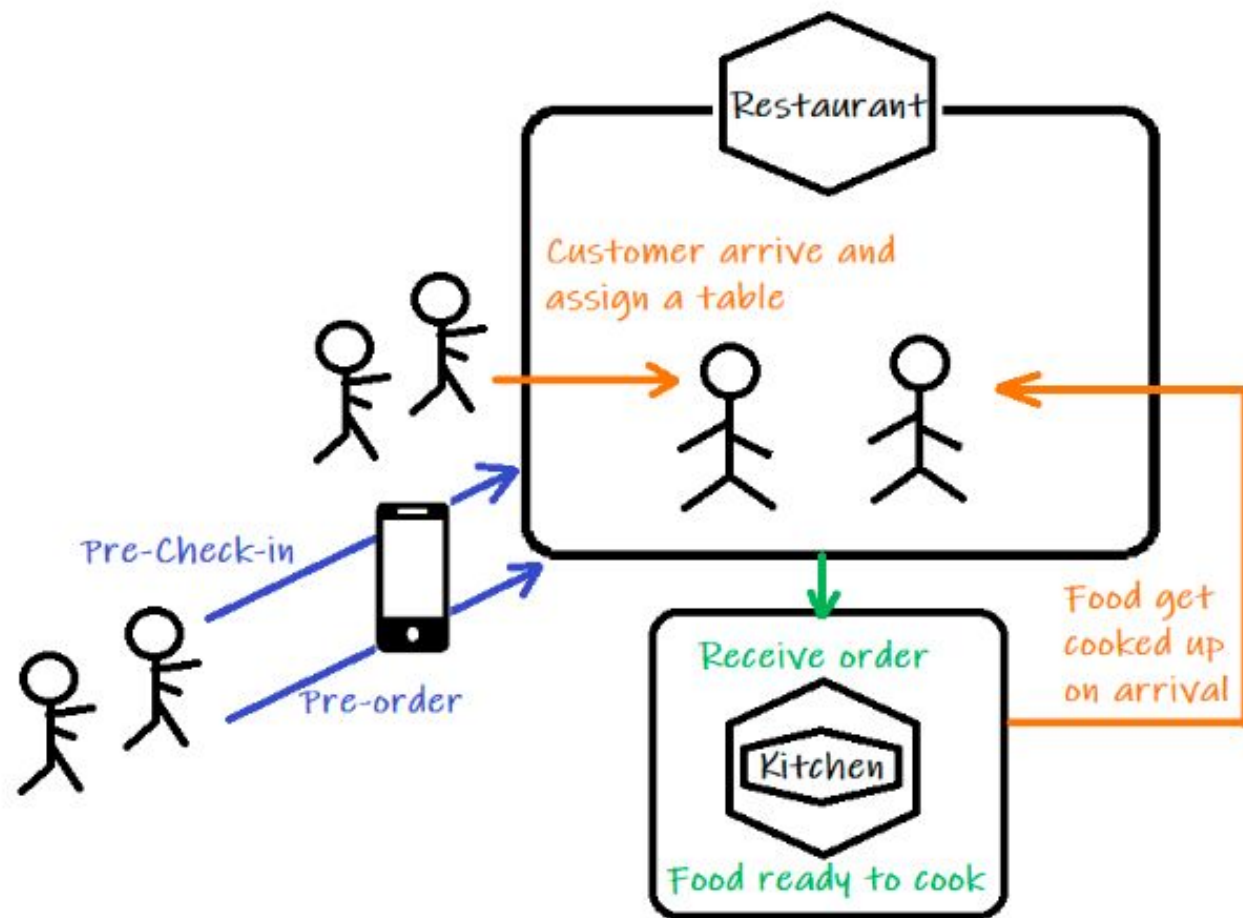 Restaurant
Customer arrive and
assign a table
Pre-Check-in
Pre-order
Receive order
Kitchen
Food ready to cook
Food get
cooked up
on arrival